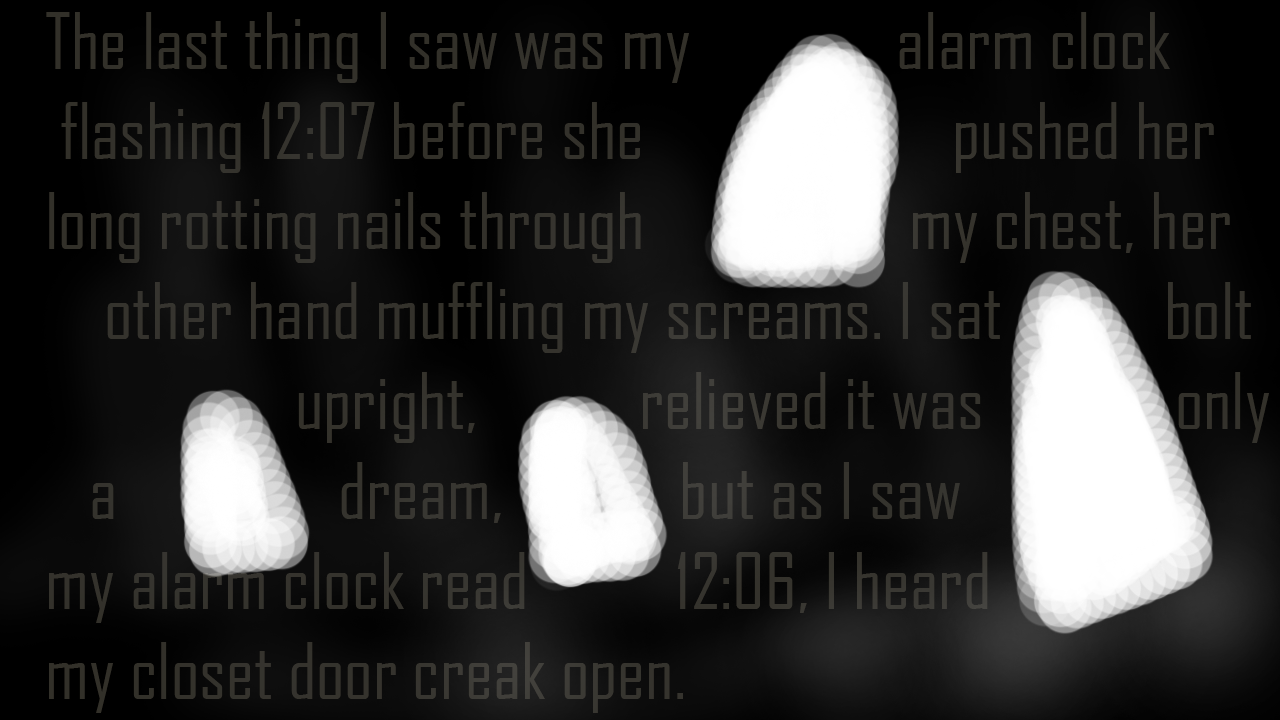 The last thing I saw was my alarm clock
flashing 12:07 before she pushed her
long rotting nails through my chest, her
other hand muffling my screams. I sat bolt
upright, relieved it was only
a dream, but as I saw
my alarm clock read 12:06, I heard
my closet door creak open.